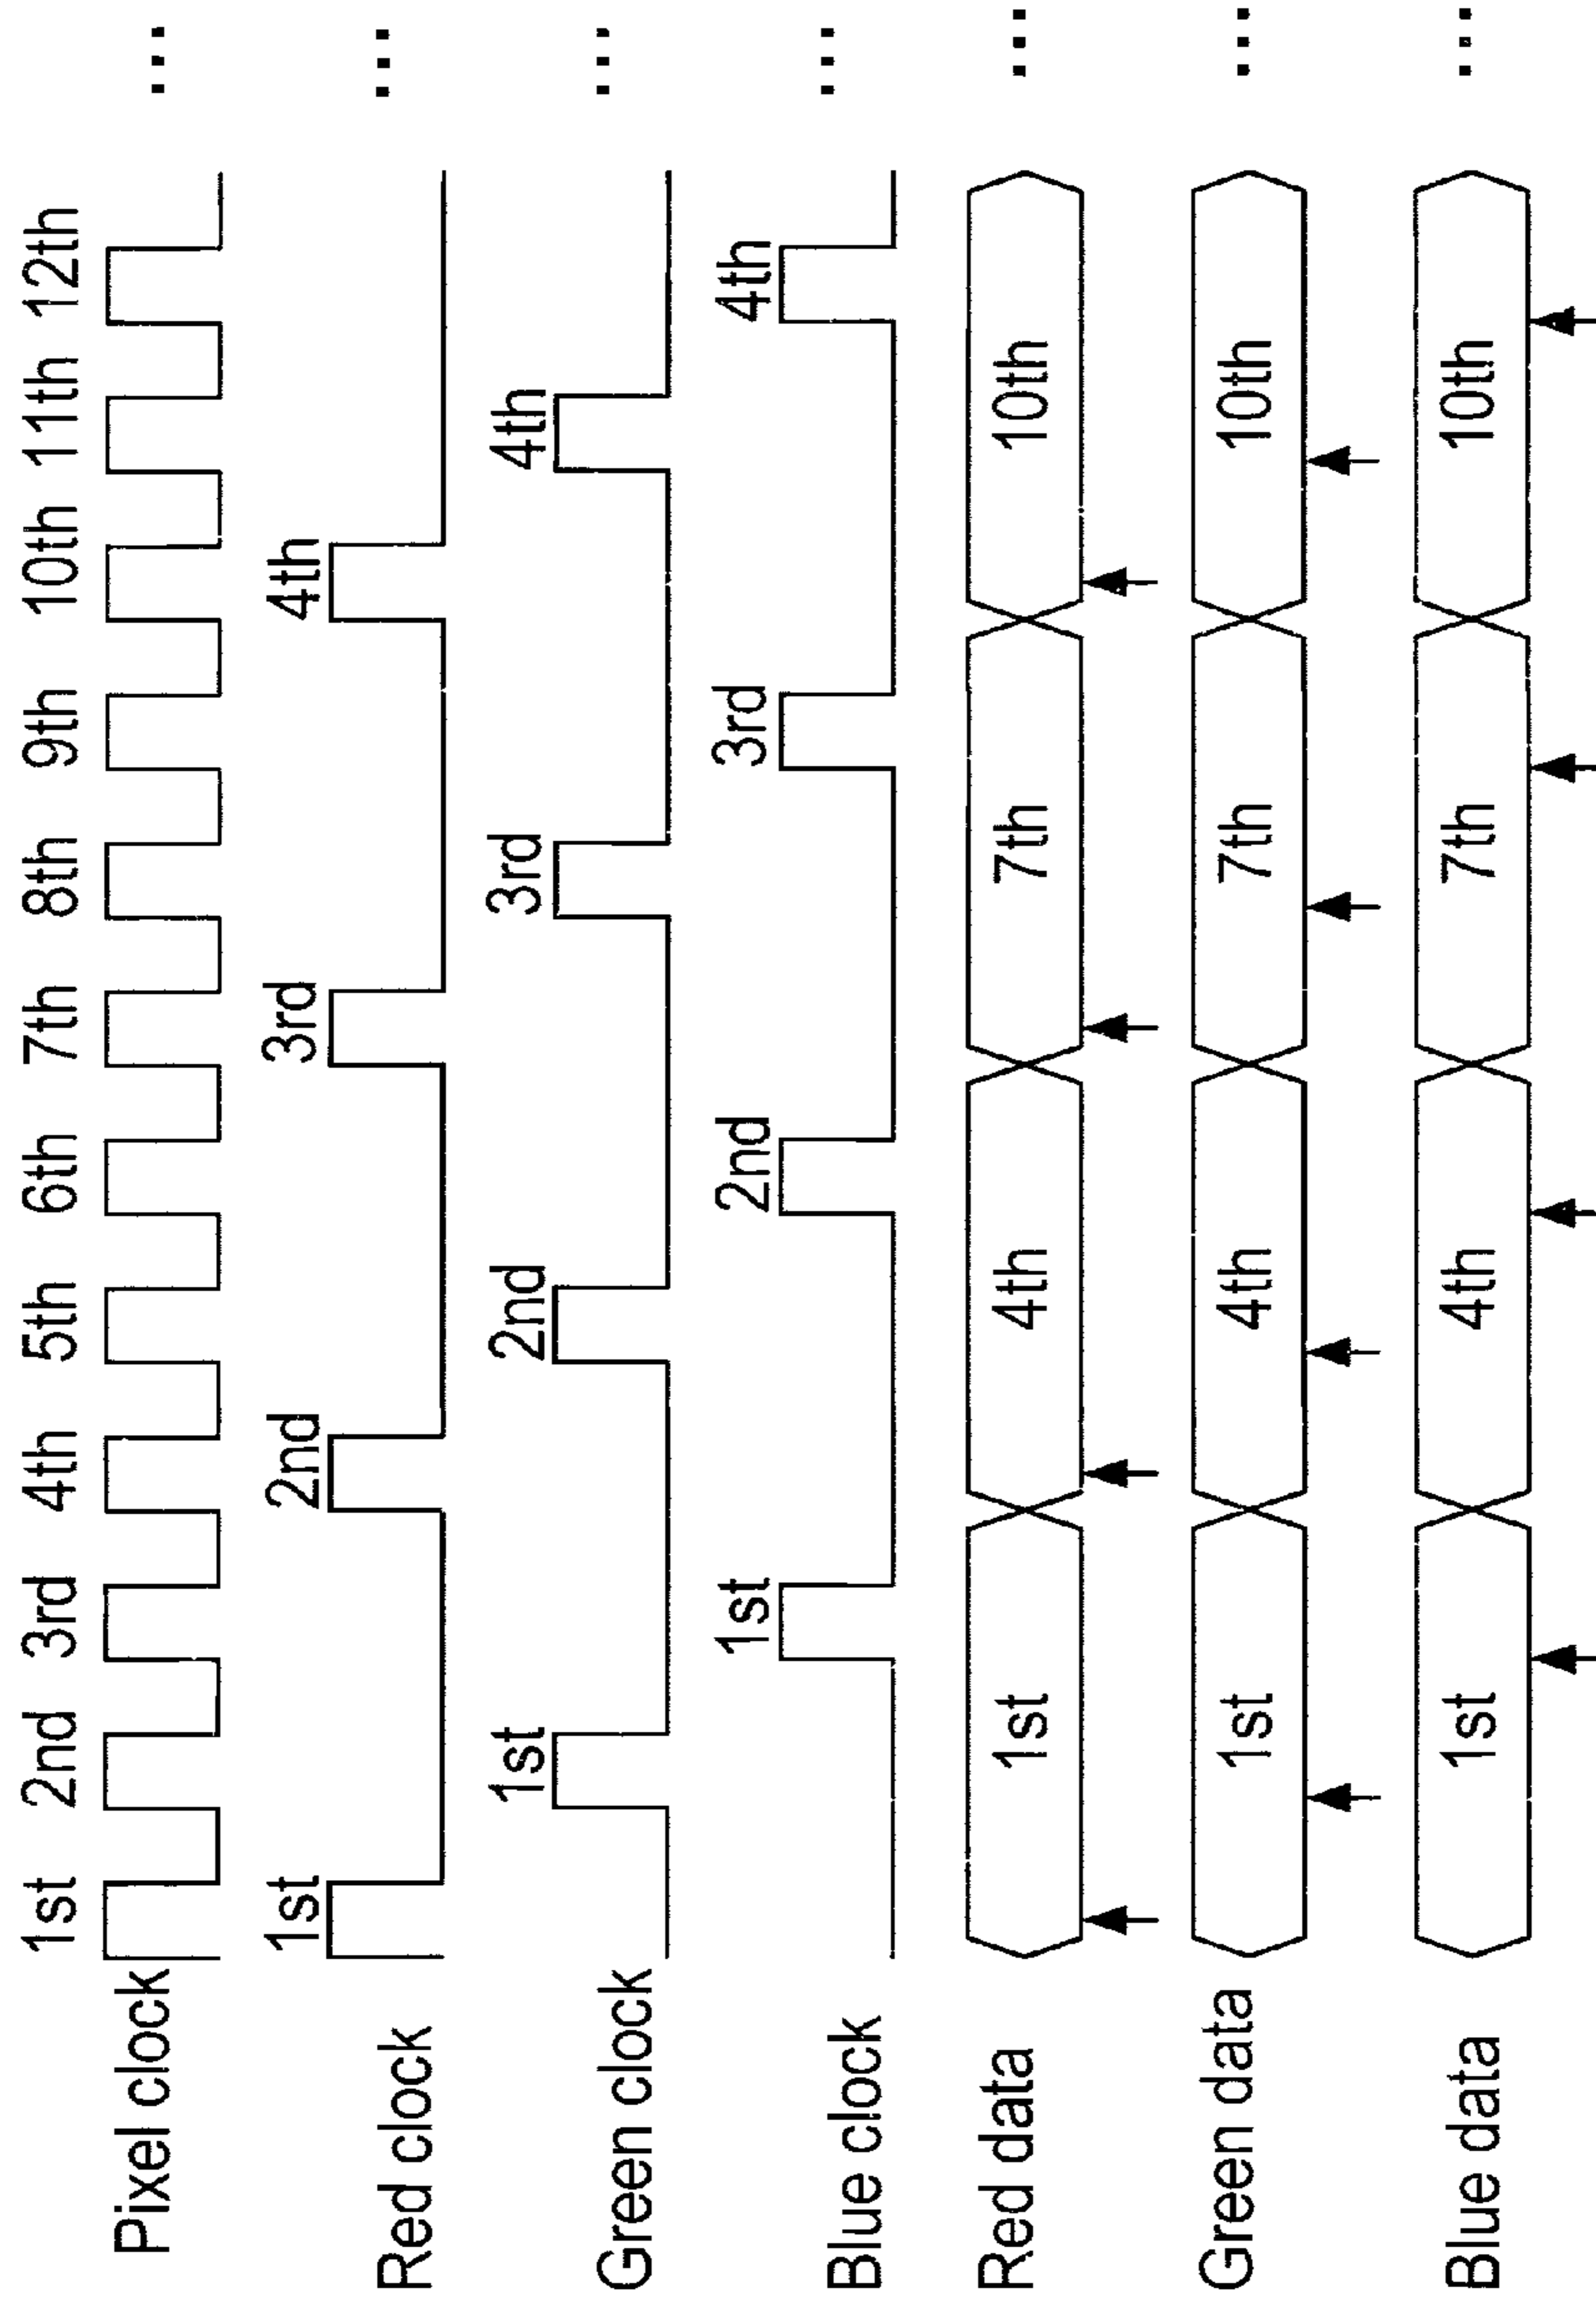 1st 2nd 3rd 4th 5th 6th 7th 8th 9th 10th 11th 12th
Pixel clock ...
1st 2nd 3rd 4th
Red clock ...
1st 2nd 3rd 4th
Green clock ...
1st 2nd 3rd 4th
Blue clock ...
Red data 1st 4th 7th 10th ...
Green data 1st 4th 7th 10th ...
Blue data 1st 4th 7th 10th ...